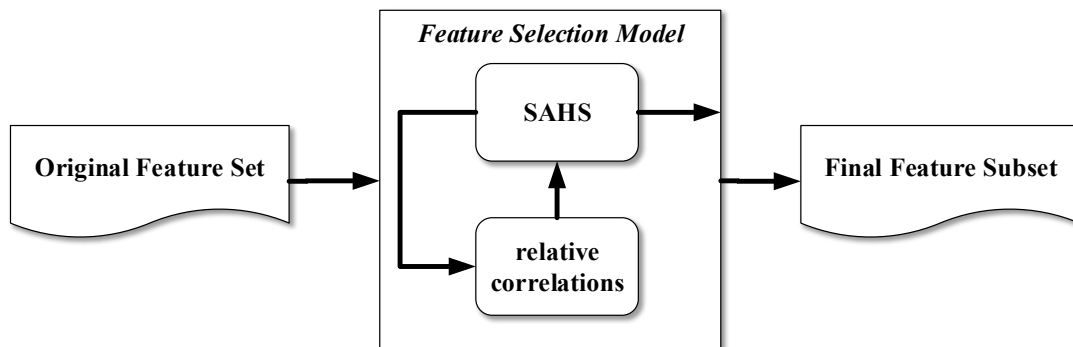 Feature Selection Model
SAHS
Original Feature Set
Final Feature Subset
relative
correlations